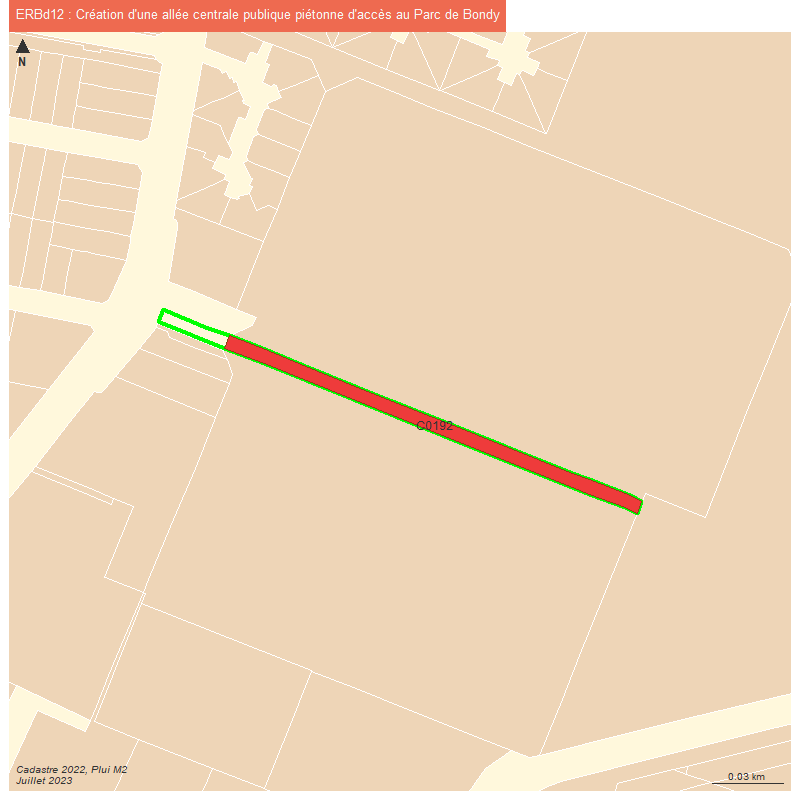 ERBd12 : Création d'une allée centrale publique piétonne d'accès au Parc de Bondy
N
C0192
Cadastre 2022, Plui M2
Juillet 2023
0.03 km